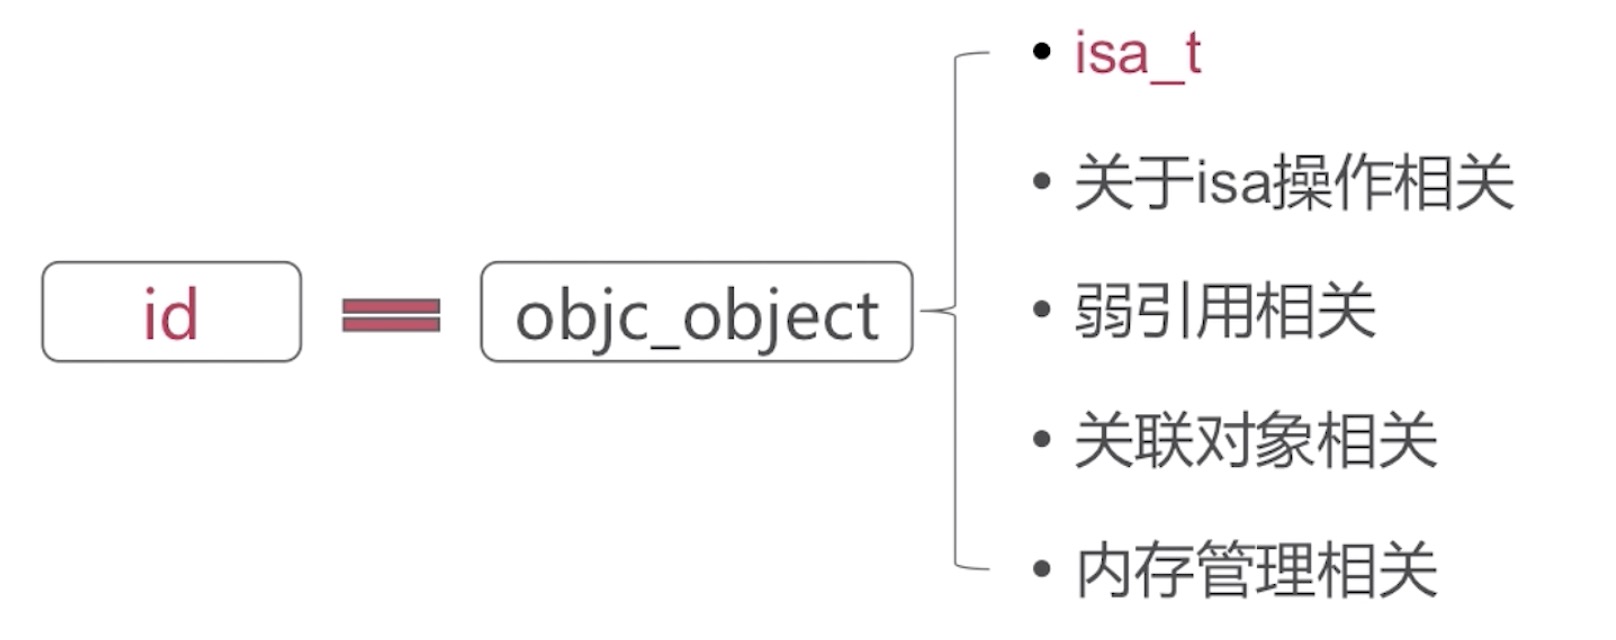 id
objc_object
isa_t
关于isa操作相关
弱引用相关
关联对象相关
内存管理相关